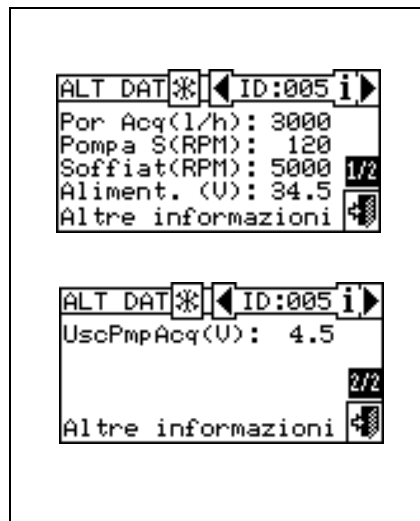 ALT DAT ID:005 i
Por Acq(l/h): 3000
Pompa S(RPM): 120
Soffiat(RPM): 5000 1/2
Aliment. (V): 34.5
Altre informazioni
ALT DAT ID:005 i
UscPmpAcq(V): 4.5
2/2
Altre informazioni